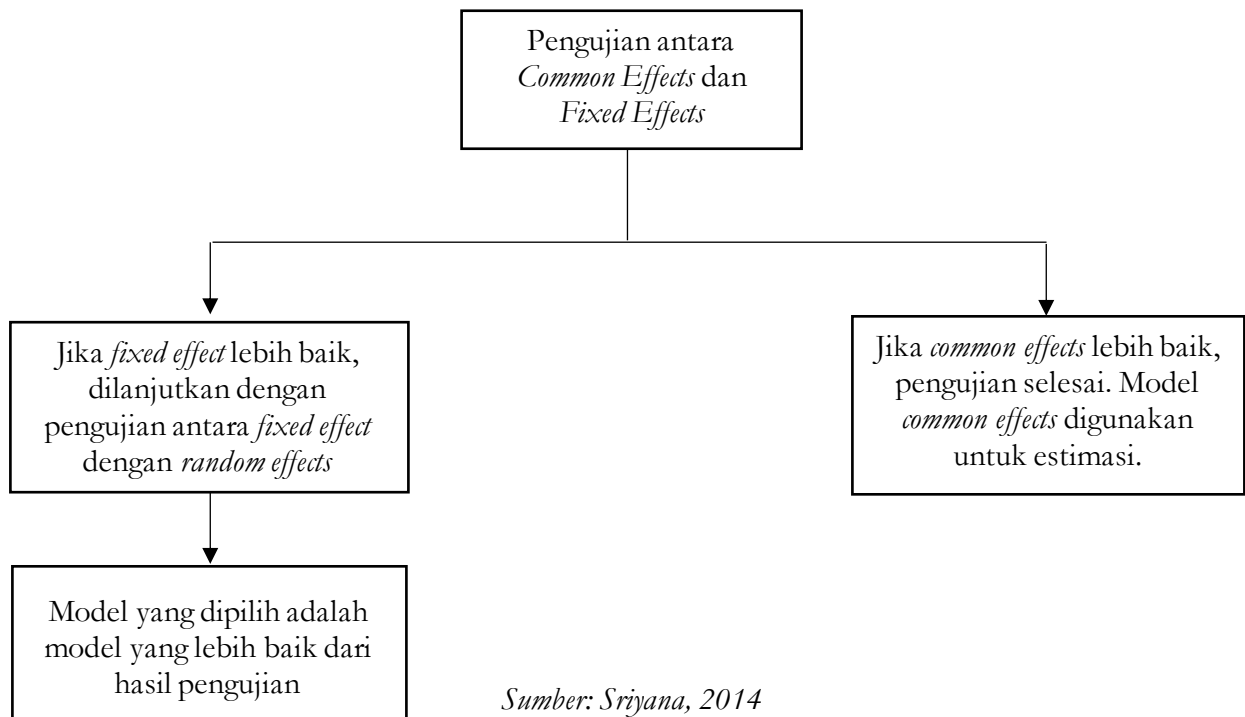 Pengujian antara
Common Effects dan
Fixed Effects
Jika fixed effect lebih baik,
dilanjutkan dengan
pengujian antara fixed effect
dengan random effects
Jika common effects lebih baik,
pengujian selesai. Model
common effects digunakan
untuk estimasi.
Model yang dipilih adalah
model yang lebih baik dari
hasil pengujian
Sumber: Sriyana, 2014